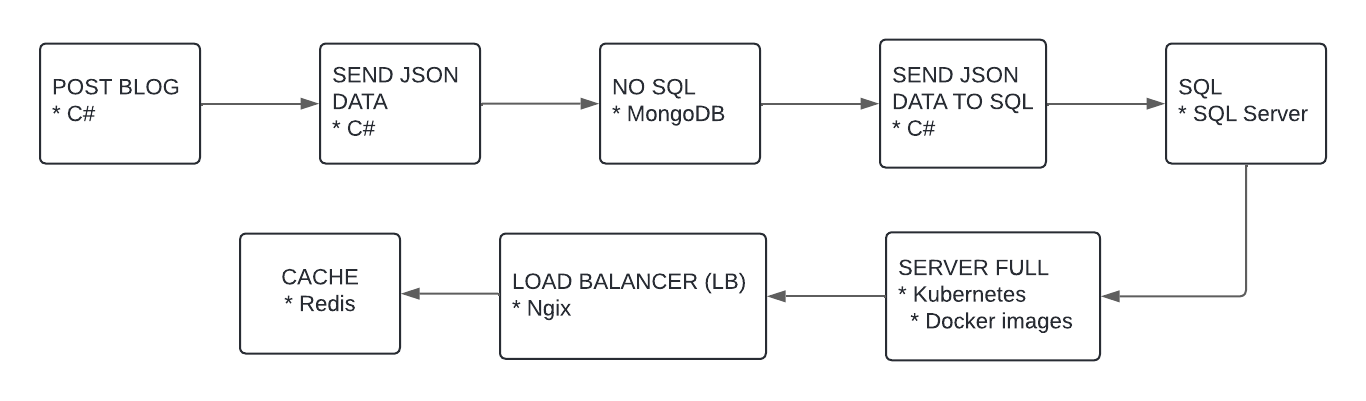 POST BLOG
* C#
SEND JSON
DATA
* C#
NO SQL
* MongoDB
SEND JSON
DATA TO SQL
* C#
SQL
* SQL Server
CACHE
* Redis
LOAD BALANCER (LB)
* Ngix
SERVER FULL
* Kubernetes
* Docker images